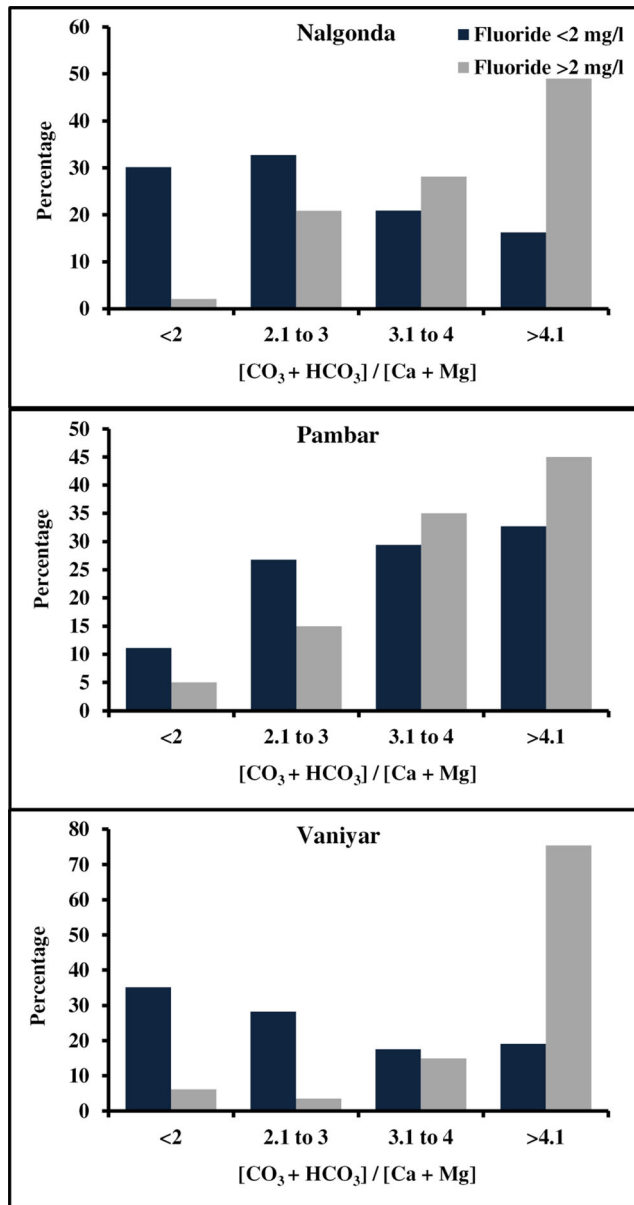 Nalgonda
Fluoride <2 mg/l
Fluoride >2 mg/l
Percentage
60
50
40
30
20
10
0
<2 2.1 to 3 3.1 to 4 >4.1
[CO₃ + HCO₃] / [Ca + Mg]
Pambar
Percentage
50
45
40
35
30
25
20
15
10
5
0
<2 2.1 to 3 3.1 to 4 >4.1
[CO₃ + HCO₃] / [Ca + Mg]
Vaniyar
Percentage
80
70
60
50
40
30
20
10
0
<2 2.1 to 3 3.1 to 4 >4.1
[CO₃ + HCO₃] / [Ca + Mg]